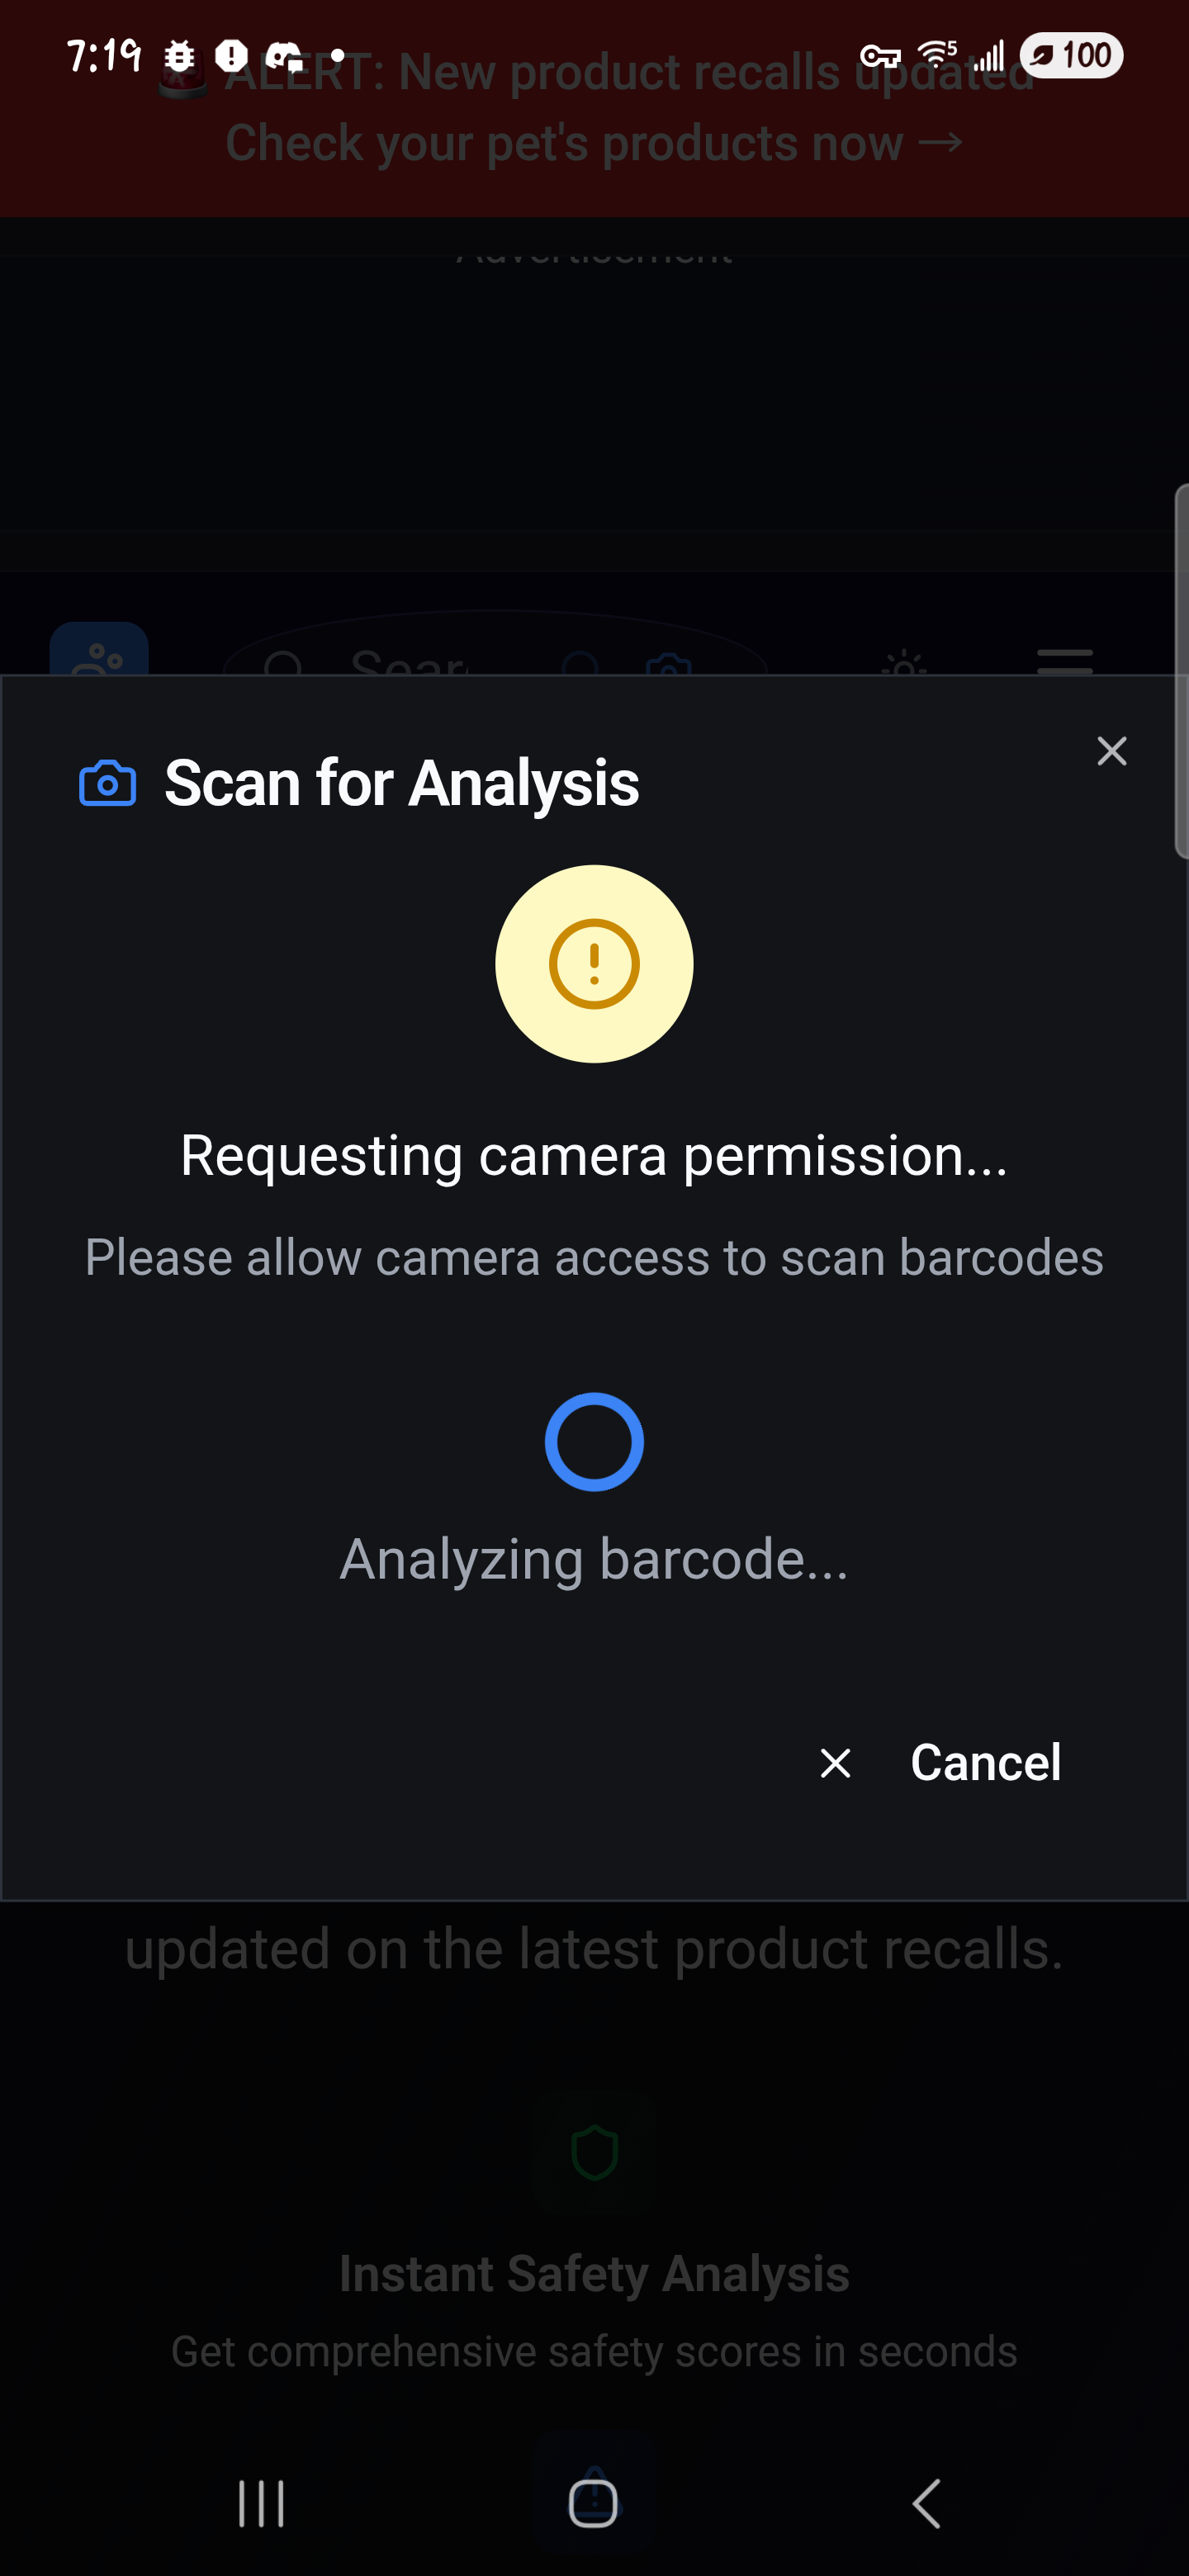 7:19
5
100
ALERT: New product recalls updated
Check your pet's products now →
Advertisement
Sear
Scan for Analysis
Requesting camera permission...
Please allow camera access to scan barcodes
Analyzing barcode...
Cancel
updated on the latest product recalls.
Instant Safety Analysis
Get comprehensive safety scores in seconds